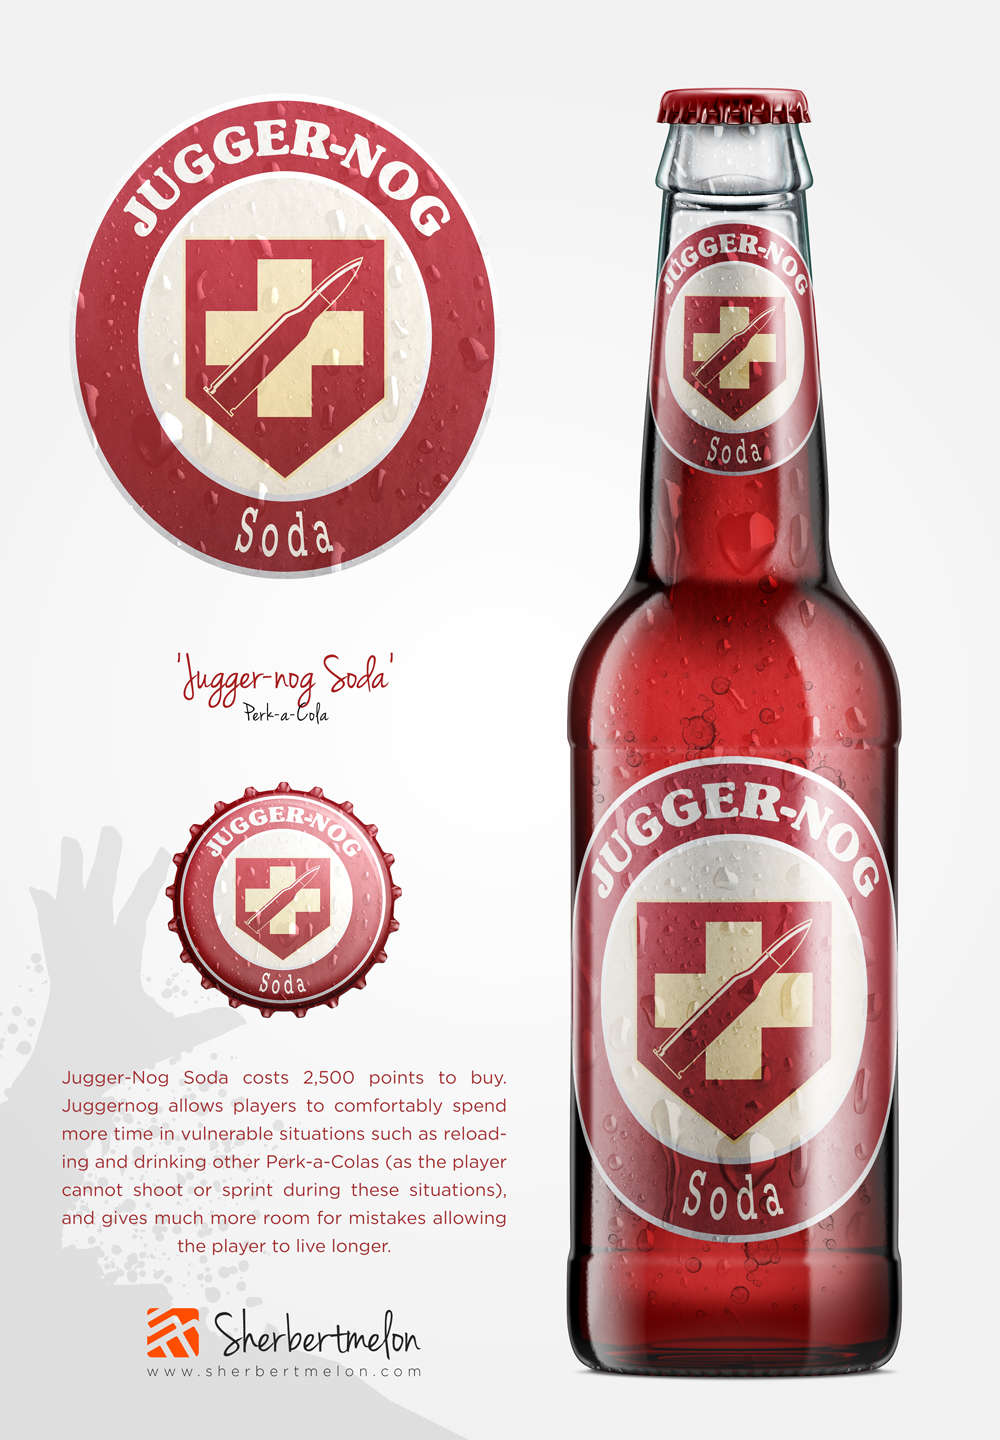 JUGGER-NOG
Soda
'Jugger-nog Soda'
Perk-a-Cola
JUGGER-NOG
Soda
Jugger-Nog Soda costs 2,500 points to buy.
Juggernog allows players to comfortably spend
more time in vulnerable situations such as reload-
ing and drinking other Perk-a-Colas (as the player
cannot shoot or sprint during these situations),
and gives much more room for mistakes allowing
the player to live longer.
Sherbertmelon
www.sherbertmelon.com
JUGGER-NOG
Soda
JUGGER-NOG
Soda